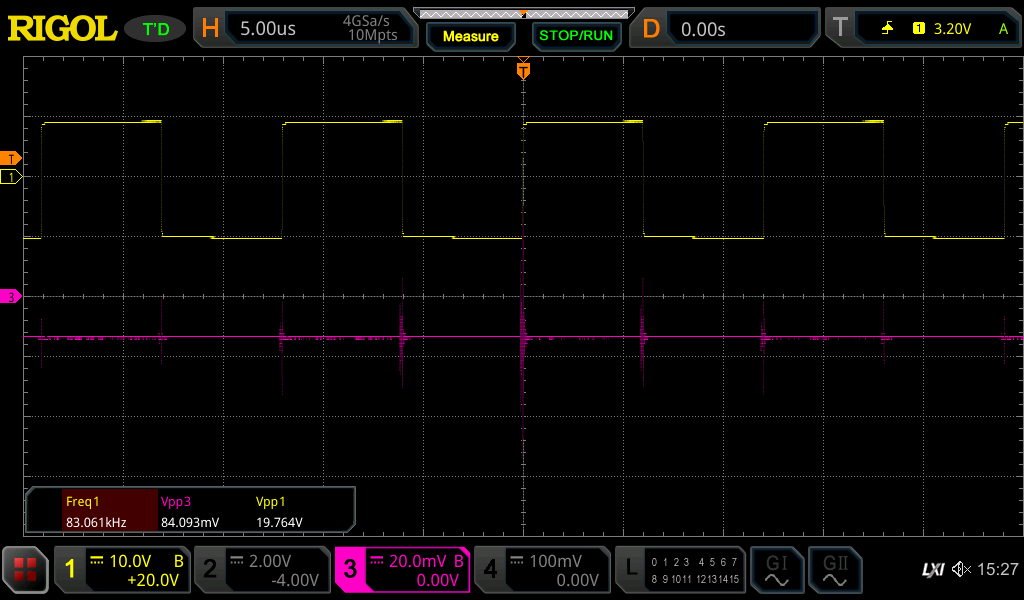 RIGOL T'D H 5.00us 4GSa/s 10Mpts Measure STOP/RUN D 0.00s T 1 3.20V A
T
T
1
3
Freq1 Vpp3 Vpp1
83.061kHz 84.093mV 19.764V
1 10.0V B +20.0V
2 2.00V -4.00V
3 20.0mV B 0.00V
4 100mV 0.00V
L 0 1 2 3 4 5 6 7
8 9 10 11 12 13 14 15
GI GII
LXI 15:27